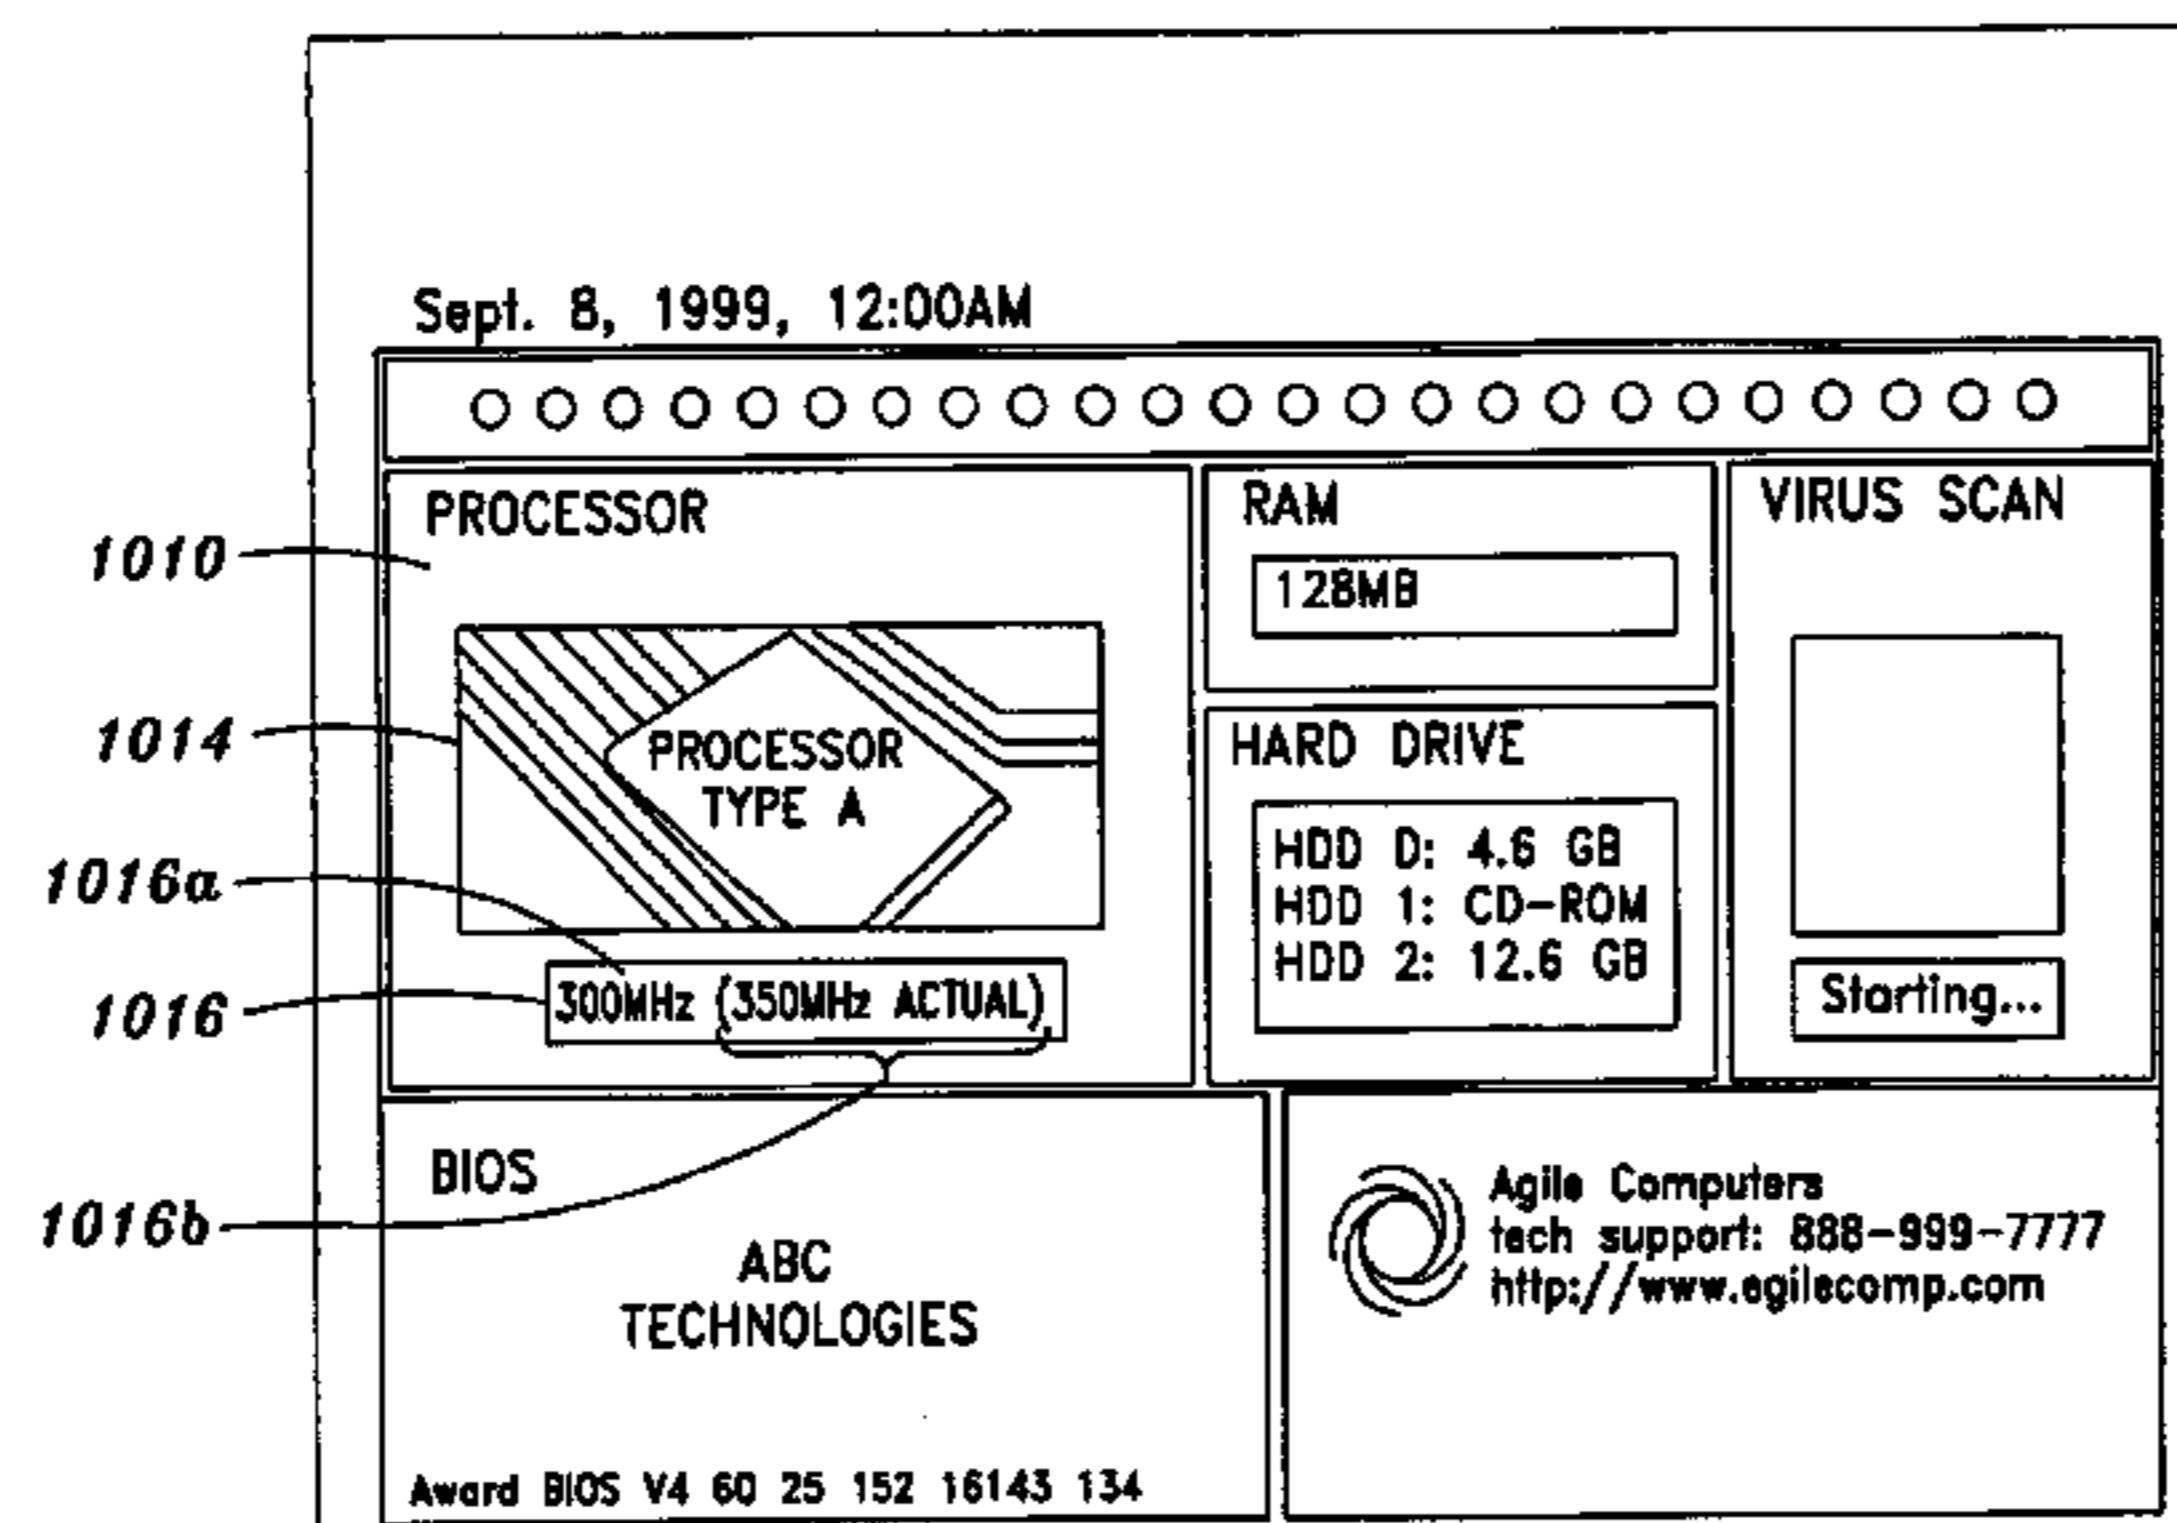 Sept. 8, 1999, 12:00AM
PROCESSOR
1010
1014
PROCESSOR
TYPE A
1016a
1016
300MHz (350MHz ACTUAL)
1016b
RAM
128MB
HARD DRIVE
HDD D: 4.6 GB
HDD 1: CD-ROM
HDD 2: 12.6 GB
VIRUS SCAN
Starting...
BIOS
ABC
TECHNOLOGIES
Award BIOS V4 60 25 152 16143 134
Agile Computers
tech support: 888-999-7777
http://www.agilecomp.com